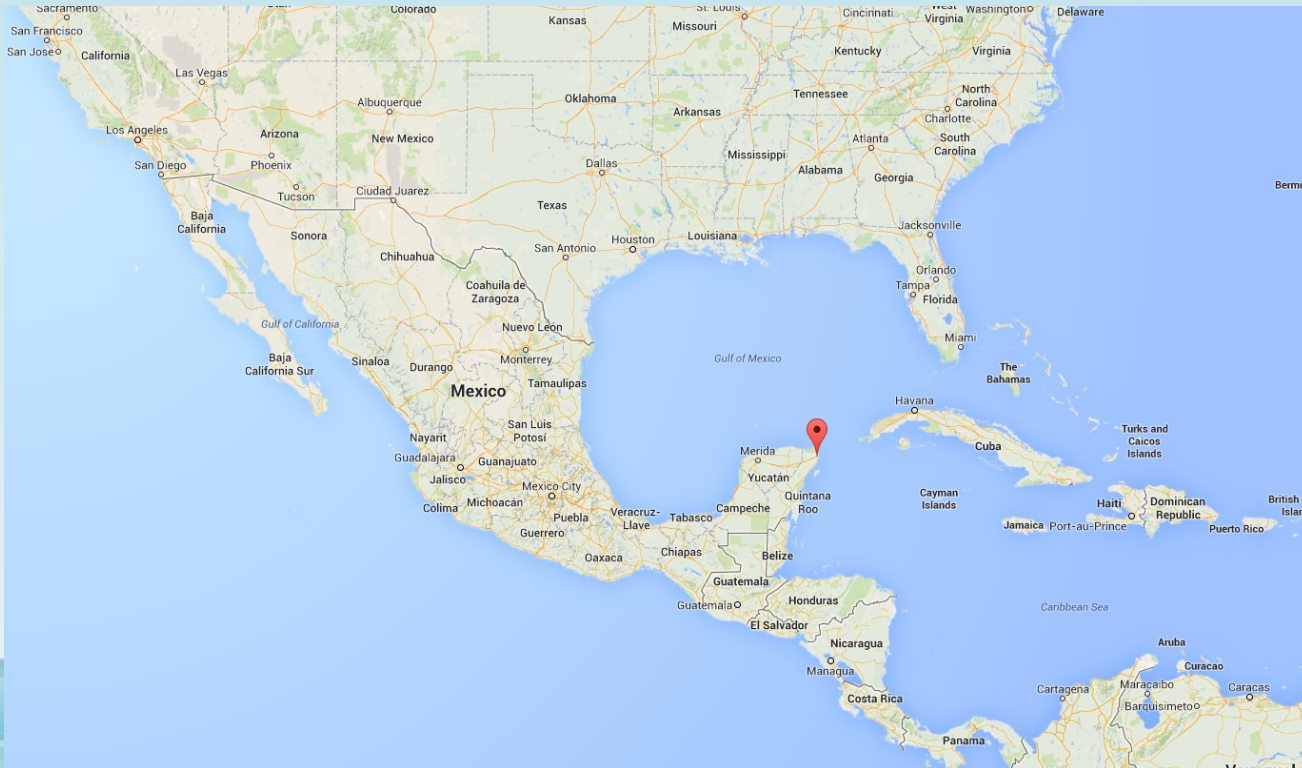 Sacramento
Colorado
Kansas
St. Louis
Missouri
Cincinnati
West
Virginia
Washington
Delaware
San Francisco
San Jose
California
Las Vegas
Kentucky
Virginia
Albuquerque
Oklahoma
Arkansas
Tennessee
North
Carolina
Charlotte
Los Angeles
Arizona
New Mexico
Atlanta
South
Carolina
San Diego
Phoenix
Dallas
Mississippi
Alabama
Georgia
Tucson
Ciudad Juarez
Texas
Bermu
Baja
California
Sonora
Chihuahua
San Antonio
Houston
Louisiana
Jacksonville
Coahuila de
Zaragoza
Orlando
Tampa
Florida
Gulf of California
Nuevo León
Monterrey
Miami
Baja
California Sur
Sinaloa
Durango
Gulf of Mexico
The
Bahamas
Mexico
Tamaulipas
Havana
Nayarit
San Luis
Potosí
Cuba
Turks and
Caicos
Islands
Guadalajara
Jalisco
Guanajuato
Merida
Yucatán
Mexico City
Colima
Michoacán
Puebla
Veracruz-
Llave
Tabasco
Campeche
Quintana
Roo
Cayman
Islands
Haiti
Dominican
Republic
British
Jamaica
Port-au-Prince
Puerto Rico
Guerrero
Oaxaca
Chiapas
Belize
Guatemala
Guatemala
Honduras
El Salvador
Caribbean Sea
Nicaragua
Managua
Aruba
Curacao
Costa Rica
Cartagena
Maracaibo
Caracas
Barquisimeto
Panama